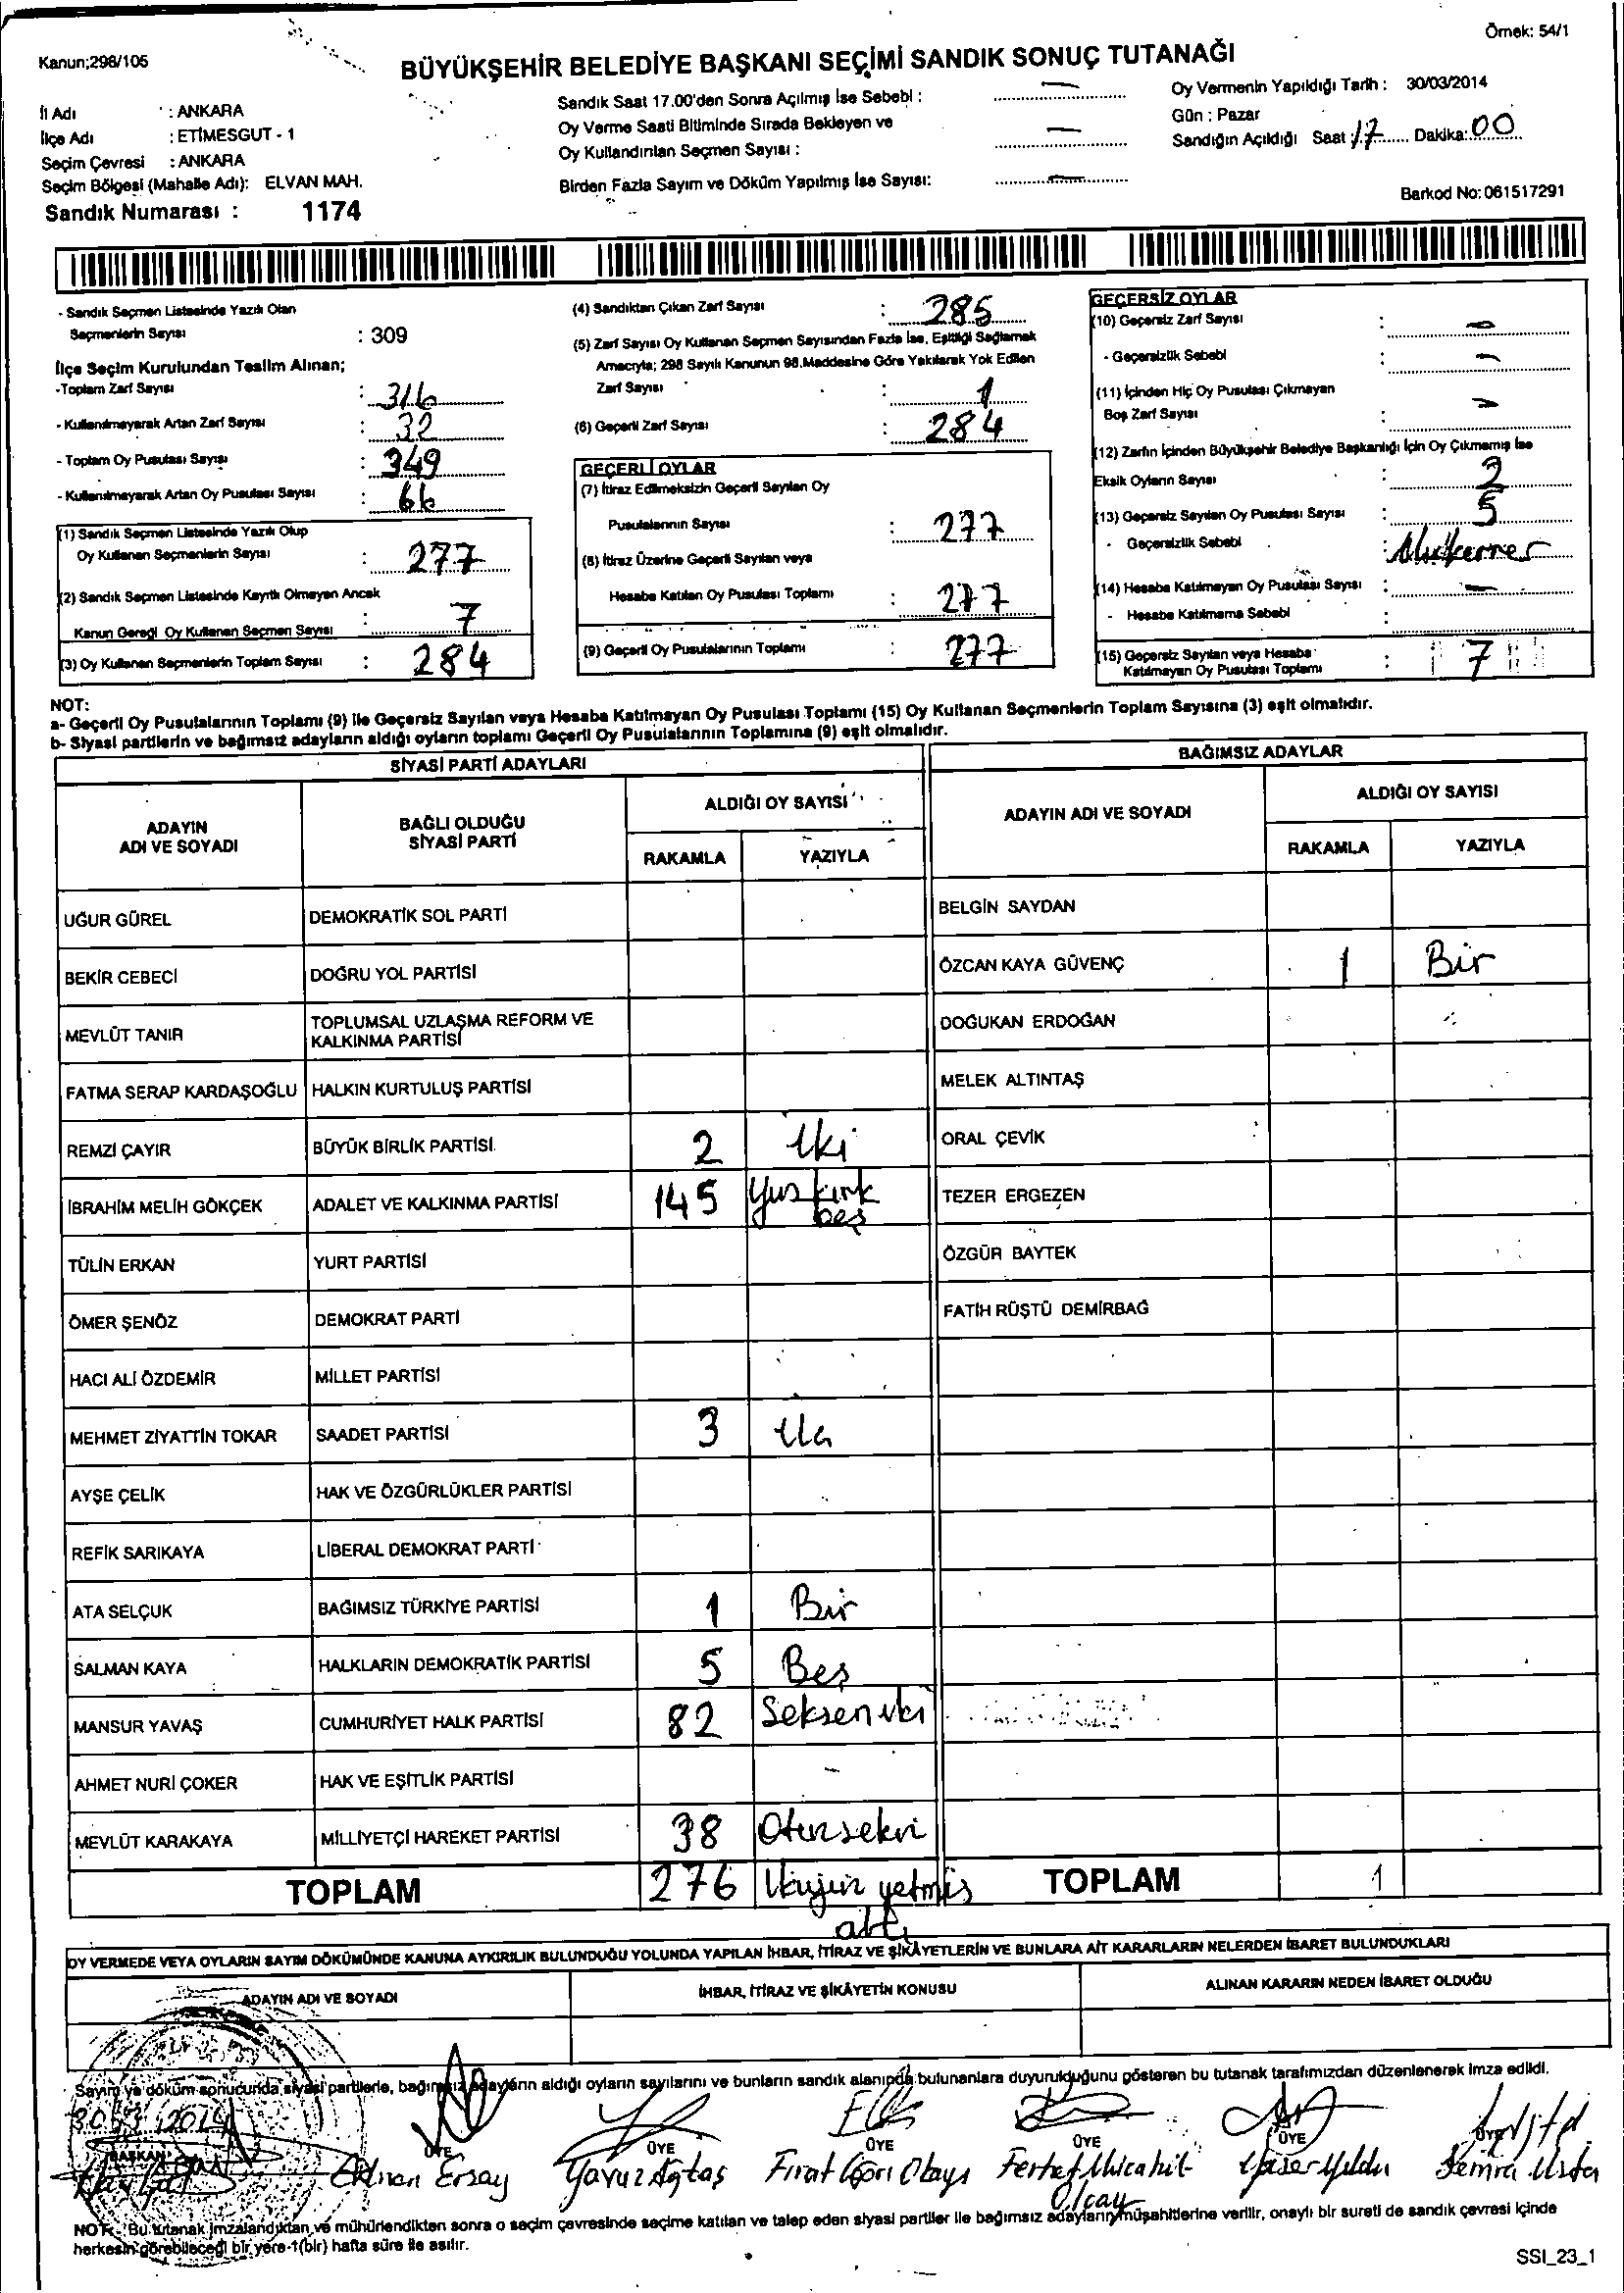 Örnek: 54/1
Kanun;298/105
BÜYÜKŞEHİR BELEDİYE BAŞKANI SEÇİMİ SANDIK SONUÇ TUTANAĞI
İl Adı : ANKARA
İlçe Adı : ETİMESGUT - 1
Seçim Çevresi : ANKARA
Seçim Bölgesi (Mahalle Adı): ELVAN MAH.
Sandık Numarası : 1174
Sandık Saat 17.00'den Sonra Açılmış İse Sebebi : —
Oy Verme Saati Bitiminde Sırada Bekleyen ve
Oy Kullandırılan Seçmen Sayısı : —
Birden Fazla Sayım ve Döküm Yapılmış İse Sayısı: —
Oy Vermenin Yapıldığı Tarih : 30/03/2014
Gün : Pazar
Sandığın Açıldığı Saat 17 Dakika: 00
Barkod No: 061517291
- Sandık Seçmen Listesinde Yazılı Olan
Seçmenlerin Sayısı : 309
İlçe Seçim Kurulundan Teslim Alınan;
-Toplam Zarf Sayısı : 316
- Kullanılmayarak Artan Zarf Sayısı : 32
- Toplam Oy Pusulası Sayışı : 349
- Kullanılmayarak Artan Oy Pusulası Sayısı : 66
(1) Sandık Seçmen Listesinde Yazılı Olup
Oy Kullanan Seçmenlerin Sayısı : 277
(2) Sandık Seçmen Listesinde Kayıtlı Olmayan Ancak
Kanun Gereği Oy Kullanan Seçmen Sayısı : 7
(3) Oy Kullanan Seçmenlerin Toplam Sayısı : 284
(4) Sandıktan Çıkan Zarf Sayısı : 285
(5) Zarf Sayısı Oy Kullanan Seçmen Sayısından Fazla İse, Eşitliği Sağlamak
Amacıyla; 298 Sayılı Kanunun 98.Maddesine Göre Yakılarak Yok Edilen
Zarf Sayısı : 1
(6) Geçerli Zarf Sayısı : 284
GEÇERLİ OYLAR
(7) İtiraz Edilmeksizin Geçerli Sayılan Oy
Pusulalarının Sayısı : 277
(8) İtiraz Üzerine Geçerli Sayılan veya
Hesaba Katılan Oy Pusulası Toplamı : 277
(9) Geçerli Oy Pusulalarının Toplamı : 277
GEÇERSİZ OYLAR
(10) Geçersiz Zarf Sayısı : —
- Geçersizlik Sebebi : —
(11) İçinden Hiç Oy Pusulası Çıkmayan
Boş Zarf Sayısı : —
(12) Zarfın İçinden Büyükşehir Belediye Başkanlığı İçin Oy Çıkmamış İse
Eksik Oyların Sayısı : 2
(13) Geçersiz Sayılan Oy Pusulası Sayısı : 5
- Geçersizlik Sebebi : Mükerrer
(14) Hesaba Katılmayan Oy Pusulası Sayısı : —
- Hesaba Katılmama Sebebi :
(15) Geçersiz Sayılan veya Hesaba
Katılmayan Oy Pusulası Toplamı : 7
NOT:
a- Geçerli Oy Pusulalarının Toplamı (9) ile Geçersiz Sayılan veya Hesaba Katılmayan Oy Pusulası Toplamı (15) Oy Kullanan Seçmenlerin Toplam Sayısına (3) eşit olmalıdır.
b- Siyasi partilerin ve bağımsız adayların aldığı oyların toplamı Geçerli Oy Pusulalarının Toplamına (9) eşit olmalıdır.
SİYASİ PARTİ ADAYLARI
ADAYIN ADI VE SOYADI BAĞLI OLDUĞU SİYASİ PARTİ ALDIĞI OY SAYISI
RAKAMLA YAZIYLA
UĞUR GÜREL DEMOKRATİK SOL PARTİ
BEKİR CEBECİ DOĞRU YOL PARTİSİ
MEVLÜT TANIR TOPLUMSAL UZLAŞMA REFORM VE KALKINMA PARTİSİ
FATMA SERAP KARDAŞOĞLU HALKIN KURTULUŞ PARTİSİ
REMZİ ÇAYIR BÜYÜK BİRLİK PARTİSİ 2 iki
İBRAHİM MELİH GÖKÇEK ADALET VE KALKINMA PARTİSİ 145 Yüz kırk beş
TÜLİN ERKAN YURT PARTİSİ
ÖMER ŞENÖZ DEMOKRAT PARTİ
HACI ALİ ÖZDEMİR MİLLET PARTİSİ
MEHMET ZİYATTİN TOKAR SAADET PARTİSİ 3 Üç
AYŞE ÇELİK HAK VE ÖZGÜRLÜKLER PARTİSİ
REFİK SARIKAYA LİBERAL DEMOKRAT PARTİ
ATA SELÇUK BAĞIMSIZ TÜRKİYE PARTİSİ 1 Bir
SALMAN KAYA HALKLARIN DEMOKRATİK PARTİSİ 5 Beş
MANSUR YAVAŞ CUMHURİYET HALK PARTİSİ 82 Seksen iki
AHMET NURİ ÇOKER HAK VE EŞİTLİK PARTİSİ
MEVLÜT KARAKAYA MİLLİYETÇİ HAREKET PARTİSİ 38 Otuzsekiz
TOPLAM 276 ikiyüz yetmiş altı
BAĞIMSIZ ADAYLAR
ADAYIN ADI VE SOYADI ALDIĞI OY SAYISI
RAKAMLA YAZIYLA
BELGİN SAYDAN
ÖZCAN KAYA GÜVENÇ 1 Bir
DOĞUKAN ERDOĞAN
MELEK ALTINTAŞ
ORAL ÇEVİK
TEZER ERGEZEN
ÖZGÜR BAYTEK
FATİH RÜŞTÜ DEMİRBAĞ
TOPLAM 1
OY VERMEDE VEYA OYLARIN SAYIM DÖKÜMÜNDE KANUNA AYKIRILIK BULUNDUĞU YOLUNDA YAPILAN İHBAR, İTİRAZ VE ŞİKÂYETLERİN VE BUNLARA AİT KARARLARIN NELERDEN İBARET BULUNDUKLARI
ADAYIN ADI VE SOYADI İHBAR, İTİRAZ VE ŞİKÂYETİN KONUSU ALINAN KARARIN NEDEN İBARET OLDUĞU
Sayım ve döküm sonucunda, siyasi partilerle, bağımsız adayların aldığı oyların sayılarını ve bunların sandık alanında bulunanlara duyurulduğunu gösteren bu tutanak tarafımızdan düzenlenerek imza edildi.
BAŞKAN ÜYE ÜYE ÜYE ÜYE ÜYE ÜYE
Adnan Ersay Yavuz Agtaş Fırat Olays Ferhat Mücahit Olcay Yaser Yıldız Semra Usta
NOT:- Bu tutanak imzalandıktan ve mühürlendikten sonra o seçim çevresinde seçime katılan ve talep eden siyasi partiler ile bağımsız adayların müşahitlerine verilir, onaylı bir sureti de sandık çevresi içinde
herkesin görebileceği bir yere 1(bir) hafta süre ile asılır.
SSI_23_1